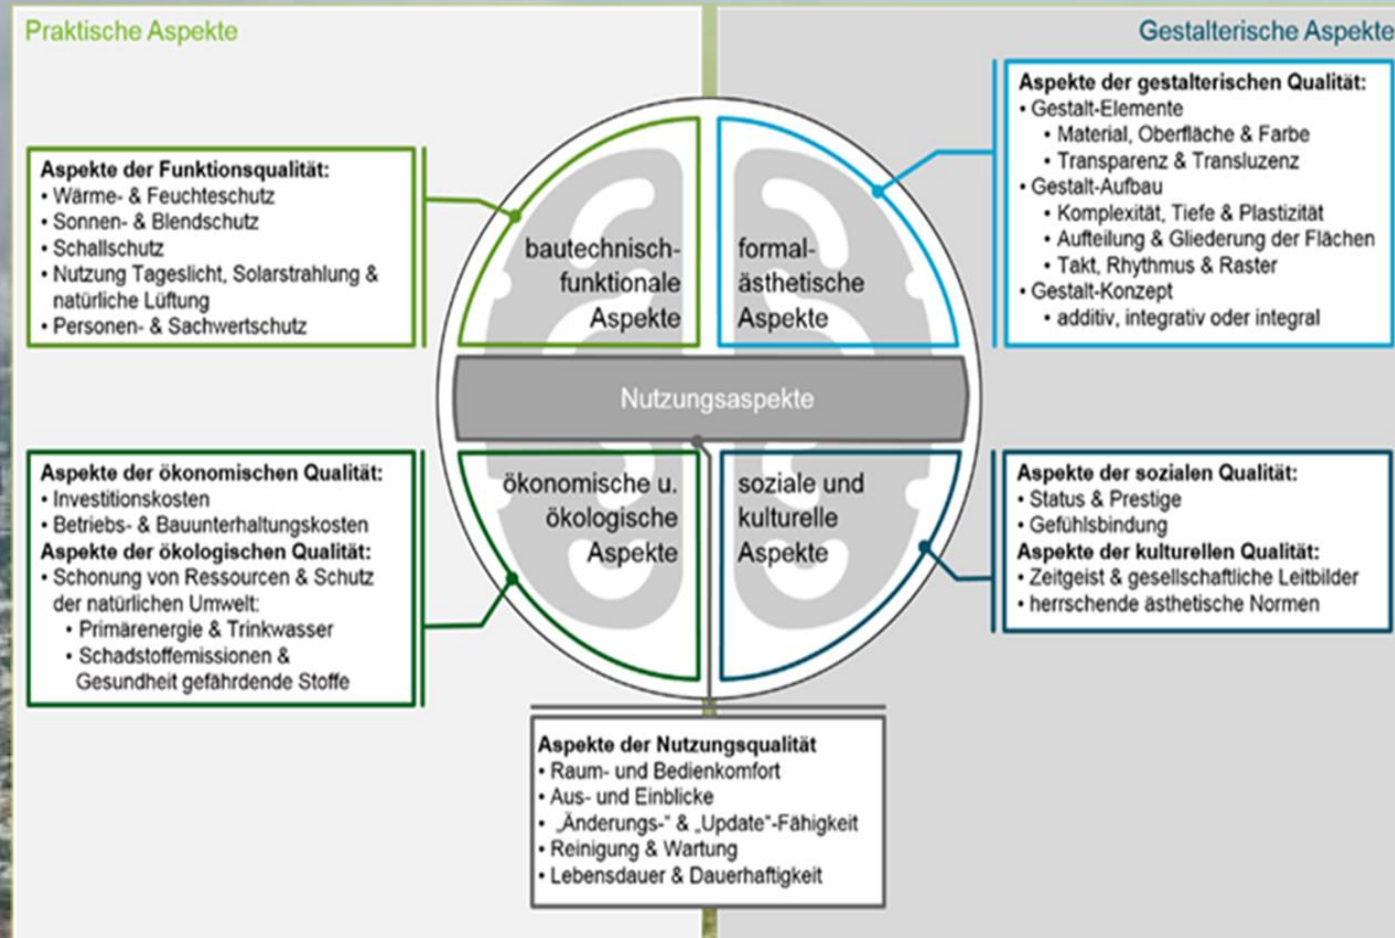 Praktische Aspekte
Gestalterische Aspekte
Aspekte der Funktionsqualität:
• Wärme- & Feuchteschutz
• Sonnen- & Blendschutz
• Schallschutz
• Nutzung Tageslicht, Solarstrahlung &
natürliche Lüftung
• Personen- & Sachwertschutz
bautechnisch-
funktionale
Aspekte
formal-
ästhetische
Aspekte
Aspekte der gestalterischen Qualität:
• Gestalt-Elemente
• Material, Oberfläche & Farbe
• Transparenz & Transluzenz
• Gestalt-Aufbau
• Komplexität, Tiefe & Plastizität
• Aufteilung & Gliederung der Flächen
• Takt, Rhythmus & Raster
• Gestalt-Konzept
• additiv, integrativ oder integral
Nutzungsaspekte
Aspekte der ökonomischen Qualität:
• Investitionskosten
• Betriebs- & Bauunterhaltungskosten
Aspekte der ökologischen Qualität:
• Schonung von Ressourcen & Schutz
der natürlichen Umwelt:
• Primärenergie & Trinkwasser
• Schadstoffemissionen &
Gesundheit gefährdende Stoffe
ökonomische u.
ökologische
Aspekte
soziale und
kulturelle
Aspekte
Aspekte der sozialen Qualität:
• Status & Prestige
• Gefühlsbindung
Aspekte der kulturellen Qualität:
• Zeitgeist & gesellschaftliche Leitbilder
• herrschende ästhetische Normen
Aspekte der Nutzungsqualität
• Raum- und Bedienkomfort
• Aus- und Einblicke
• „Änderungs-“ & „Update“-Fähigkeit
• Reinigung & Wartung
• Lebensdauer & Dauerhaftigkeit